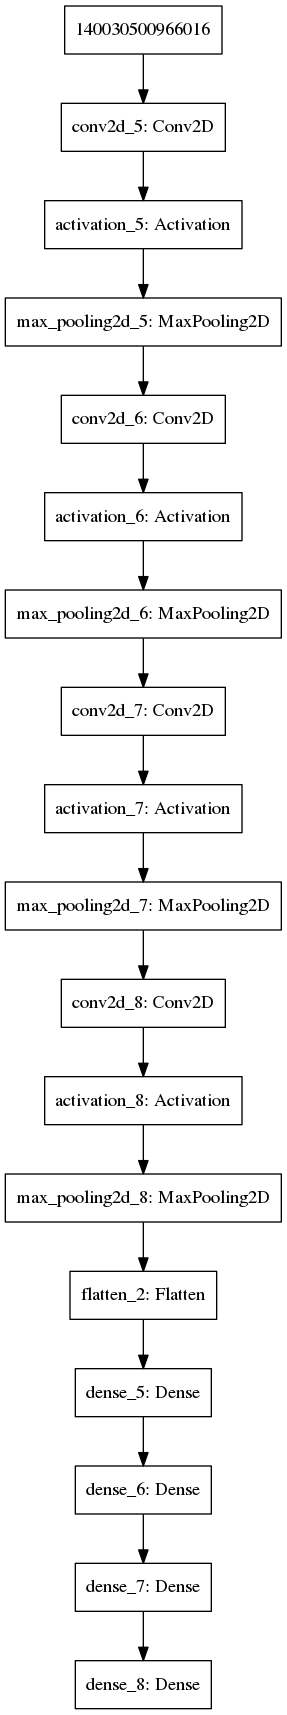 140030500966016
conv2d_5: Conv2D
activation_5: Activation
max_pooling2d_5: MaxPooling2D
conv2d_6: Conv2D
activation_6: Activation
max_pooling2d_6: MaxPooling2D
conv2d_7: Conv2D
activation_7: Activation
max_pooling2d_7: MaxPooling2D
conv2d_8: Conv2D
activation_8: Activation
max_pooling2d_8: MaxPooling2D
flatten_2: Flatten
dense_5: Dense
dense_6: Dense
dense_7: Dense
dense_8: Dense